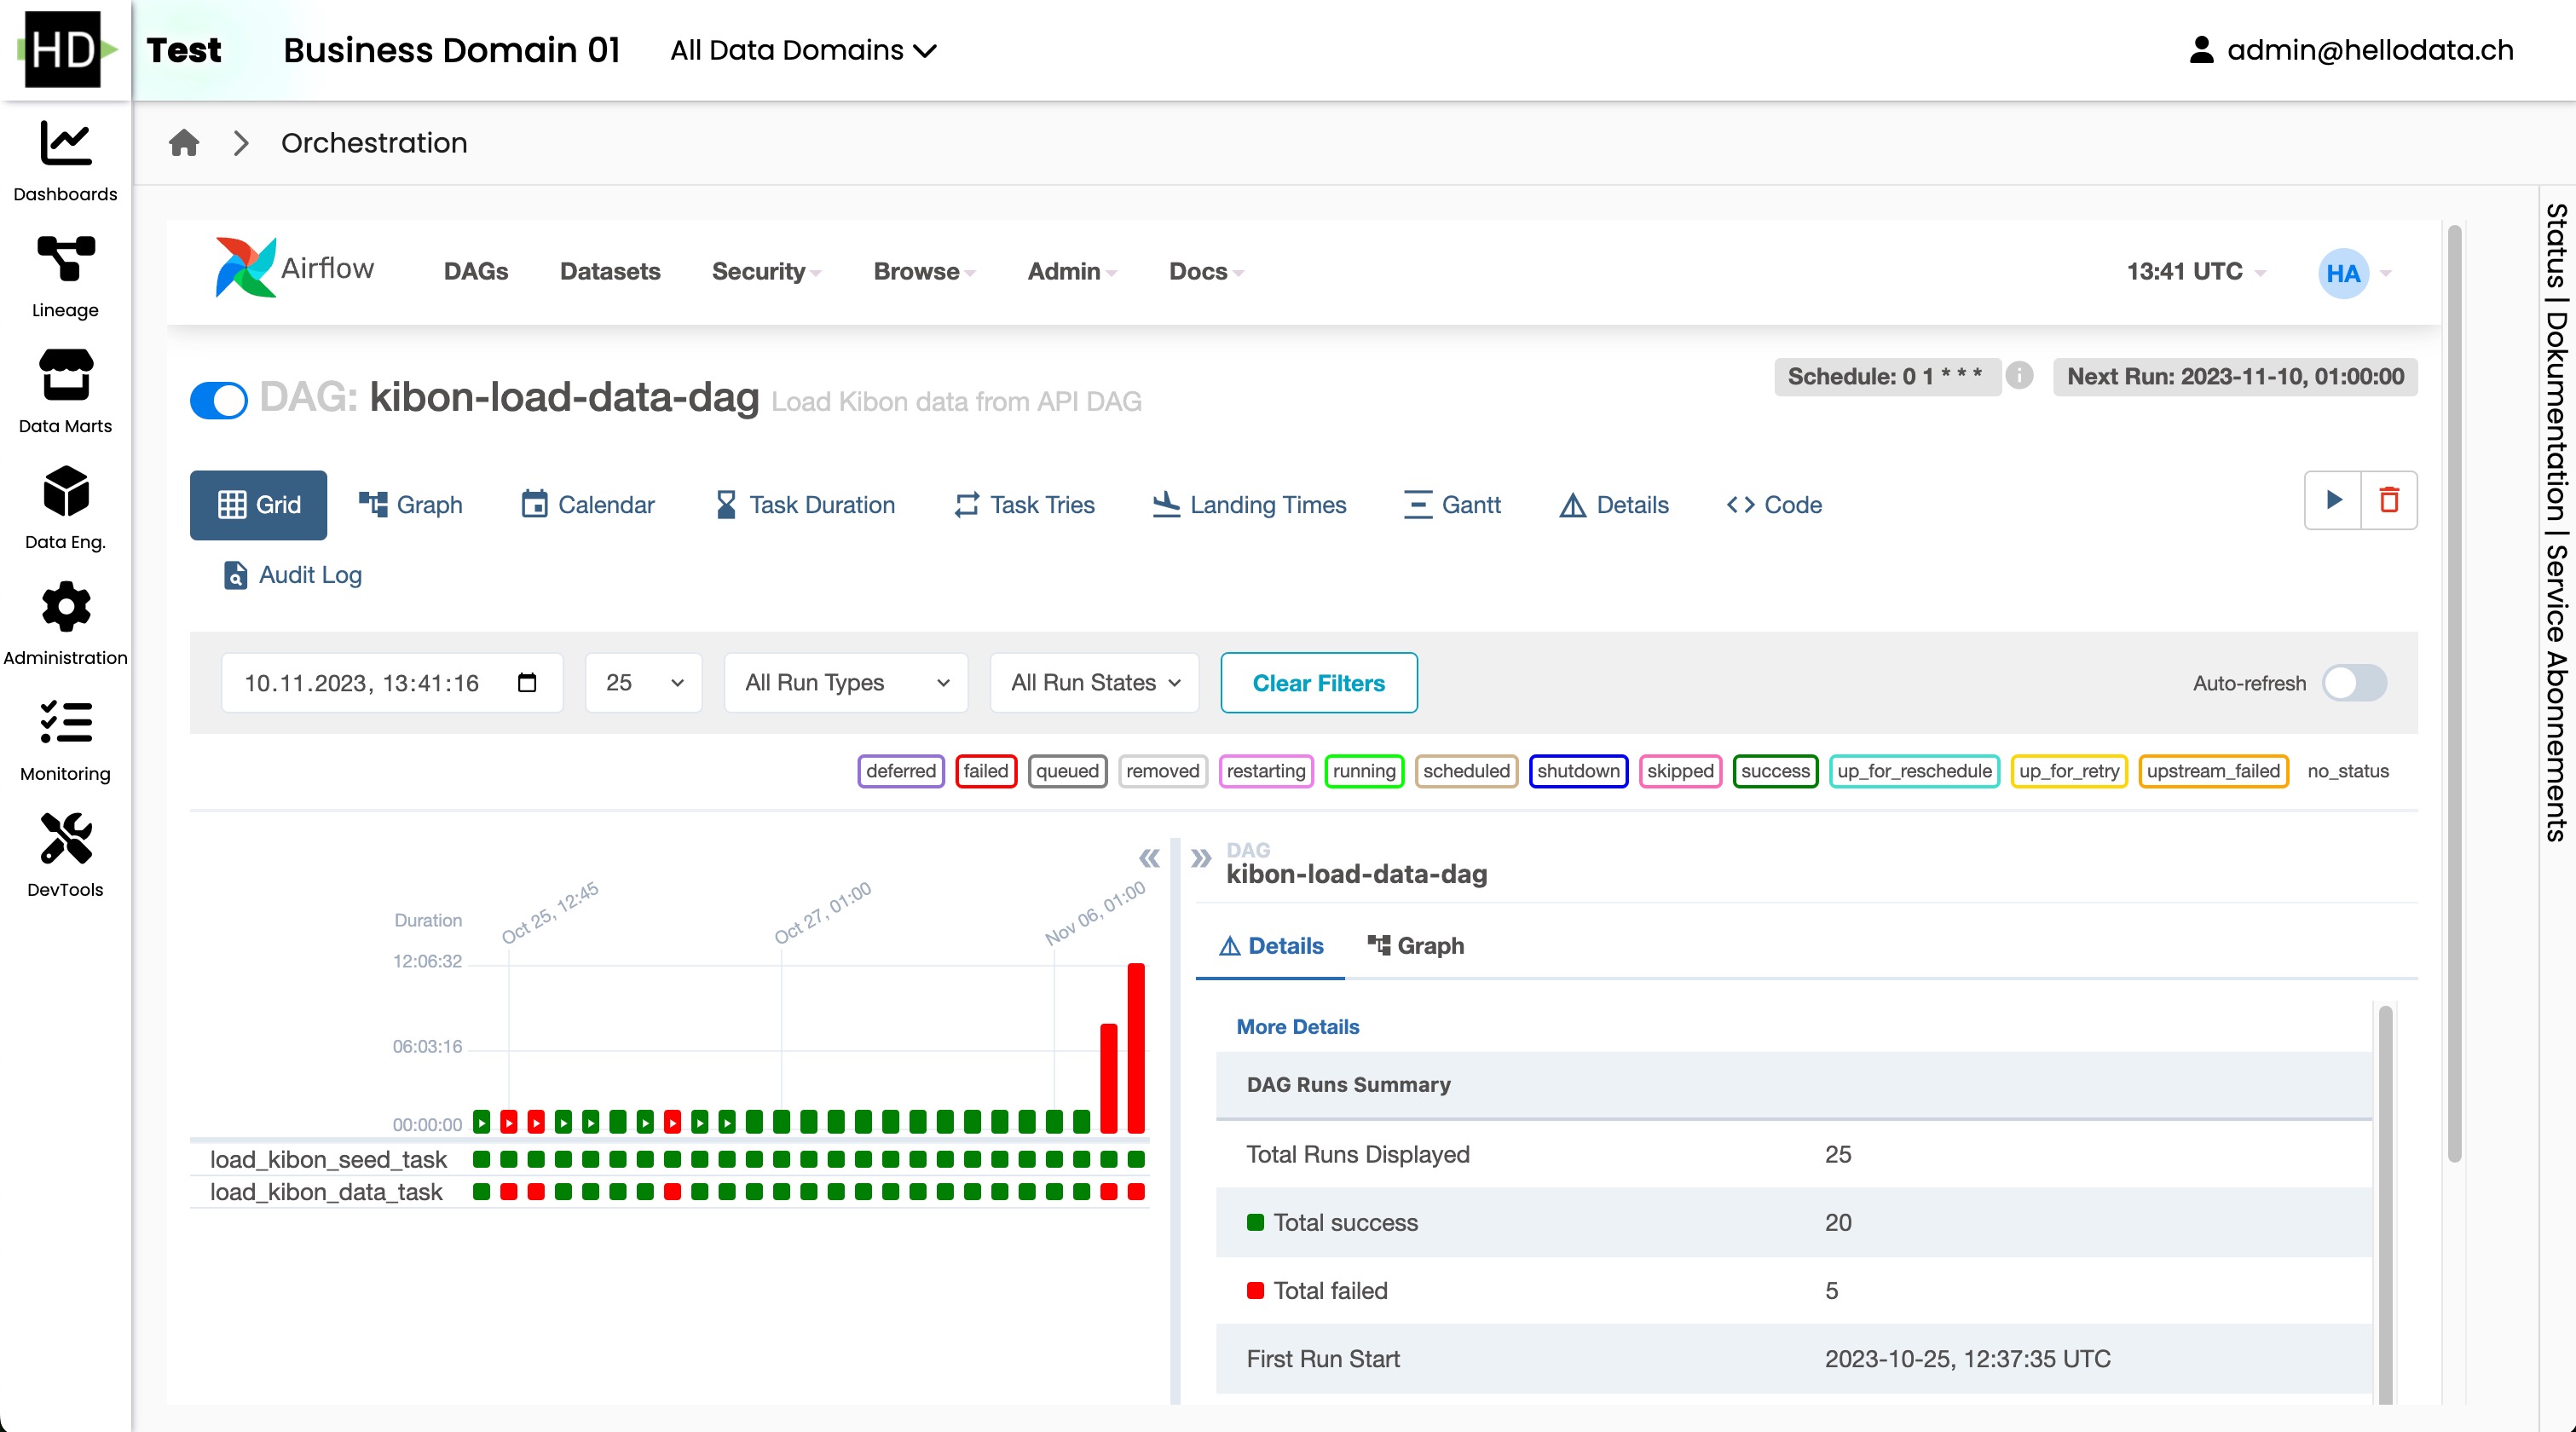 HD
Test Business Domain 01 All Data Domains admin@hellodata.ch
Dashboards
Lineage
Data Marts
Data Eng.
Administration
Monitoring
DevTools
Orchestration
Airflow DAGs Datasets Security Browse Admin Docs 13:41 UTC HA
DAG: kibon-load-data-dag Load Kibon data from API DAG
Schedule: 0 1 * * * i Next Run: 2023-11-10, 01:00:00
Grid Graph Calendar Task Duration Task Tries Landing Times Gantt Details Code
Audit Log
10.11.2023, 13:41:16 25 All Run Types All Run States Clear Filters Auto-refresh
deferred failed queued removed restarting running scheduled shutdown skipped success up_for_reschedule up_for_retry upstream_failed no_status
Oct 25, 12:45 Oct 27, 01:00 Nov 06, 01:00
Duration
12:06:32
06:03:16
00:00:00
load_kibon_seed_task
load_kibon_data_task
DAG
kibon-load-data-dag
Details Graph
More Details
DAG Runs Summary
Total Runs Displayed 25
Total success 20
Total failed 5
First Run Start 2023-10-25, 12:37:35 UTC
Status | Dokumentation | Service Abonnements